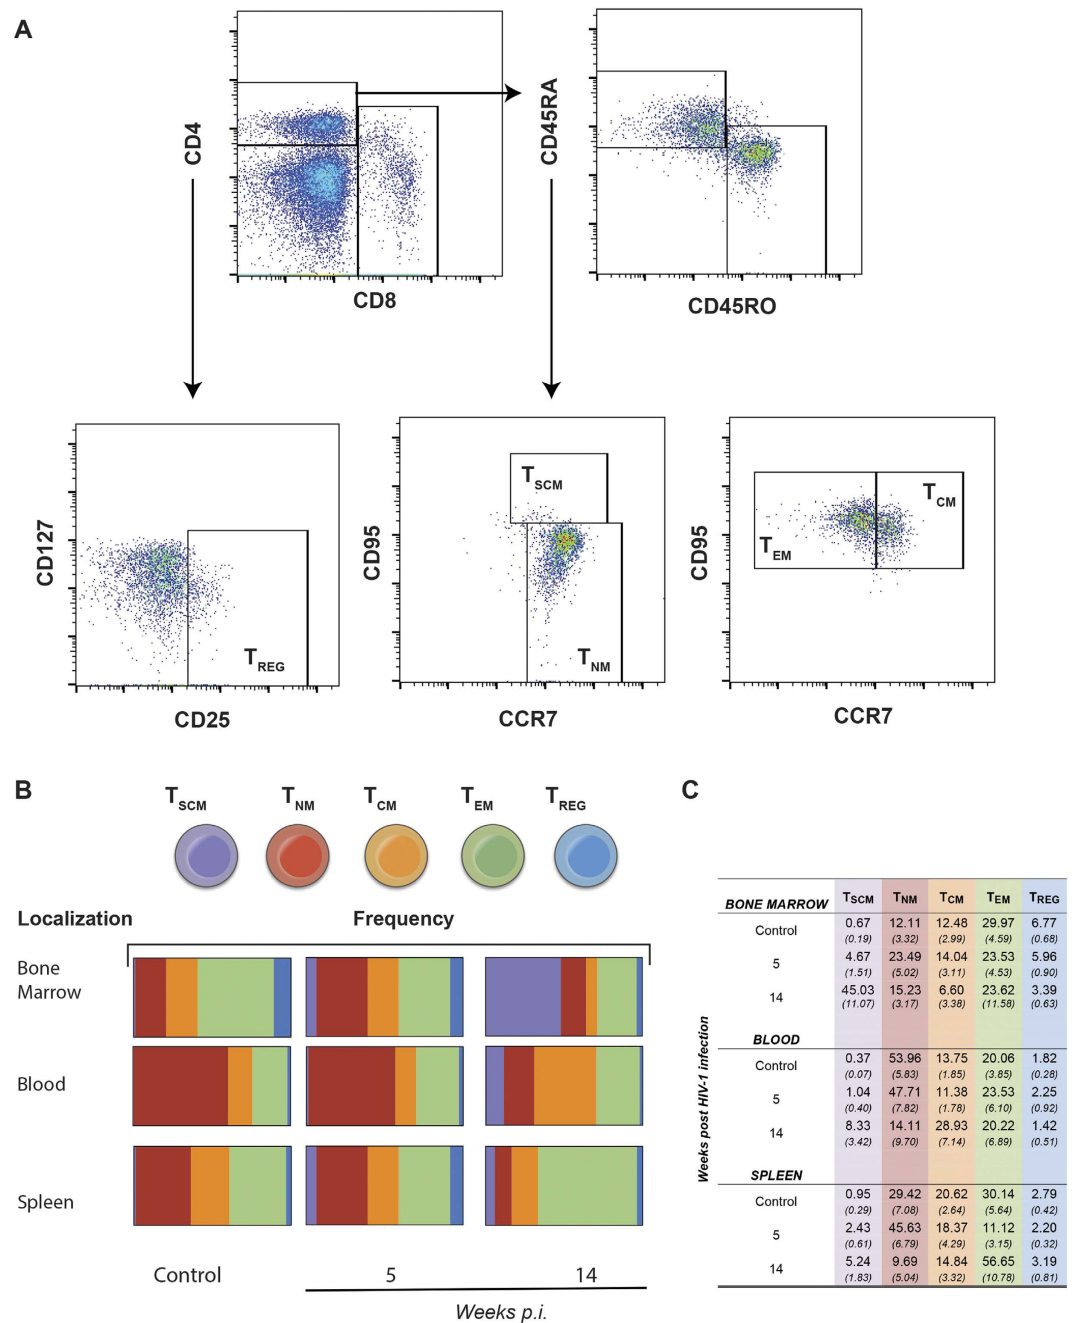 A
CD4
CD8
CD45RA
CD45RO
CD127
CD25
TREG
CD95
CCR7
TSCM
TNM
CD95
CCR7
TEM
TCM
B
TSCM TNM TCM TEM TREG
Localization Frequency
Bone
Marrow
Blood
Spleen
Control 5 14
Weeks p.i.
C
Weeks post HIV-1 infection
BONE MARROW TSCM TNM TCM TEM TREG
Control 0.67 12.11 12.48 29.97 6.77
(0.19) (3.32) (2.99) (4.59) (0.68)
5 4.67 23.49 14.04 23.53 5.96
(1.51) (5.02) (3.11) (4.53) (0.90)
14 45.03 15.23 6.60 23.62 3.39
(11.07) (3.17) (3.38) (11.58) (0.63)
BLOOD
Control 0.37 53.96 13.75 20.06 1.82
(0.07) (5.83) (1.85) (3.85) (0.28)
5 1.04 47.71 11.38 23.53 2.25
(0.40) (7.82) (1.78) (6.10) (0.92)
14 8.33 14.11 28.93 20.22 1.42
(3.42) (9.70) (7.14) (6.89) (0.51)
SPLEEN
Control 0.95 29.42 20.62 30.14 2.79
(0.29) (7.08) (2.64) (5.64) (0.42)
5 2.43 45.63 18.37 11.12 2.20
(0.61) (6.79) (4.29) (3.15) (0.32)
14 5.24 9.69 14.84 56.65 3.19
(1.83) (5.04) (3.32) (10.78) (0.81)